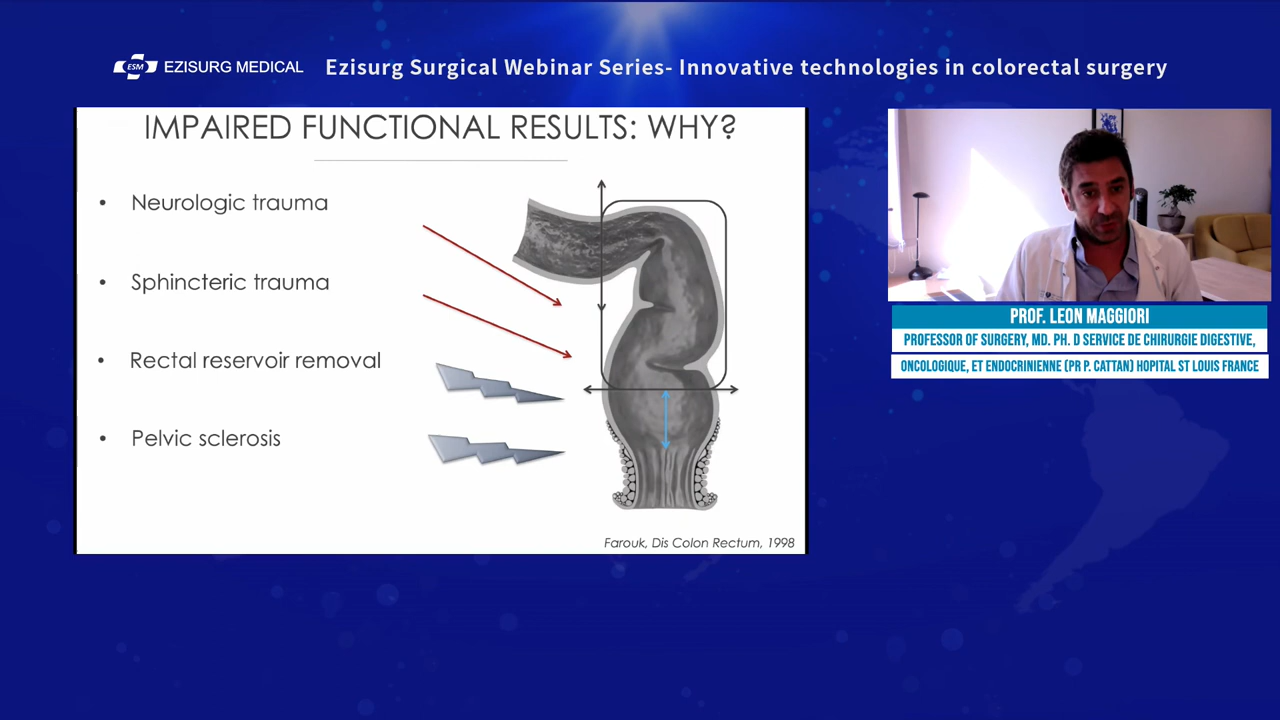 ESM EZISURG MEDICAL
Ezisurg Surgical Webinar Series- Innovative technologies in colorectal surgery
IMPAIRED FUNCTIONAL RESULTS: WHY?
• Neurologic trauma
• Sphincteric trauma
• Rectal reservoir removal
• Pelvic sclerosis
Farouk, Dis Colon Rectum, 1998
PROF. LEON MAGGIORI
PROFESSOR OF SURGERY, MD. PH. D SERVICE DE CHIRURGIE DIGESTIVE,
ONCOLOGIQUE, ET ENDOCRINIENNE (PR P. CATTAN) HOPITAL ST LOUIS FRANCE